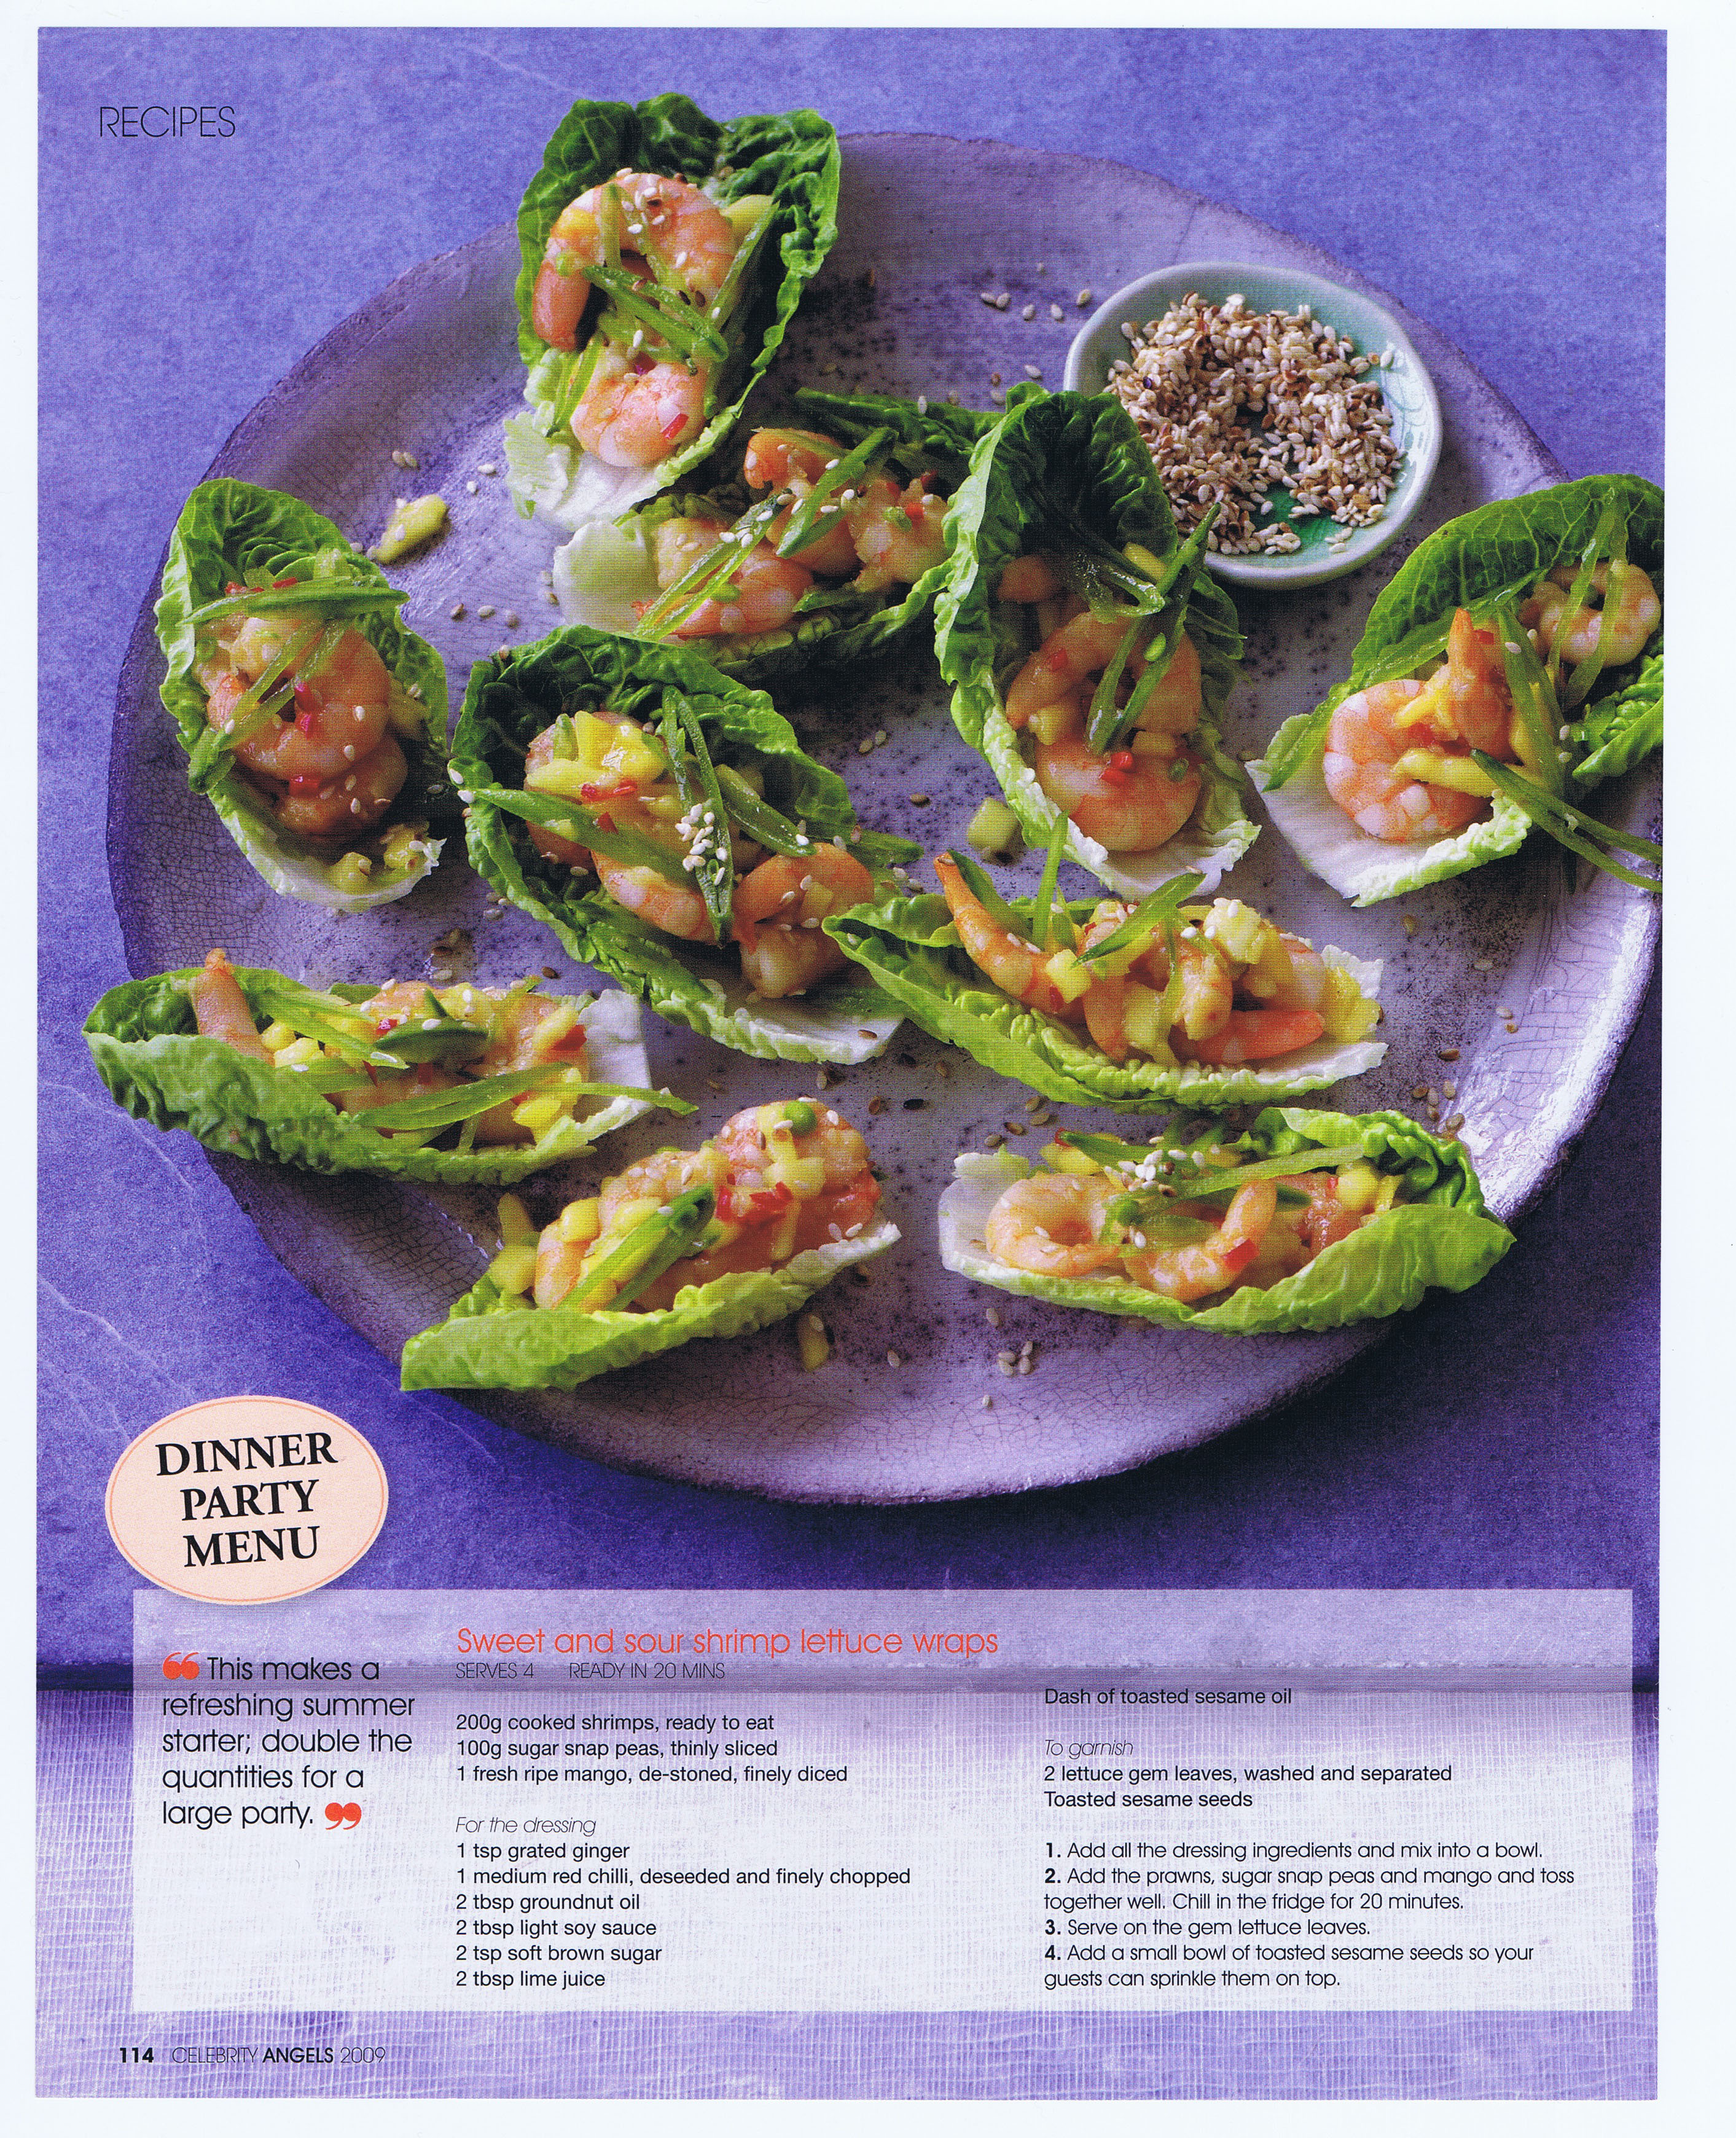 RECIPES
DINNER
PARTY
MENU
“This makes a
refreshing summer
starter; double the
quantities for a
large party.”
Sweet and sour shrimp lettuce wraps
SERVES 4 READY IN 20 MINS
200g cooked shrimps, ready to eat
100g sugar snap peas, thinly sliced
1 fresh ripe mango, de-stoned, finely diced
For the dressing
1 tsp grated ginger
1 medium red chilli, deseeded and finely chopped
2 tbsp groundnut oil
2 tbsp light soy sauce
2 tsp soft brown sugar
2 tbsp lime juice
Dash of toasted sesame oil
To garnish
2 lettuce gem leaves, washed and separated
Toasted sesame seeds
1. Add all the dressing ingredients and mix into a bowl.
2. Add the prawns, sugar snap peas and mango and toss
together well. Chill in the fridge for 20 minutes.
3. Serve on the gem lettuce leaves.
4. Add a small bowl of toasted sesame seeds so your
guests can sprinkle them on top.
114 CELEBRITY ANGELS 2009